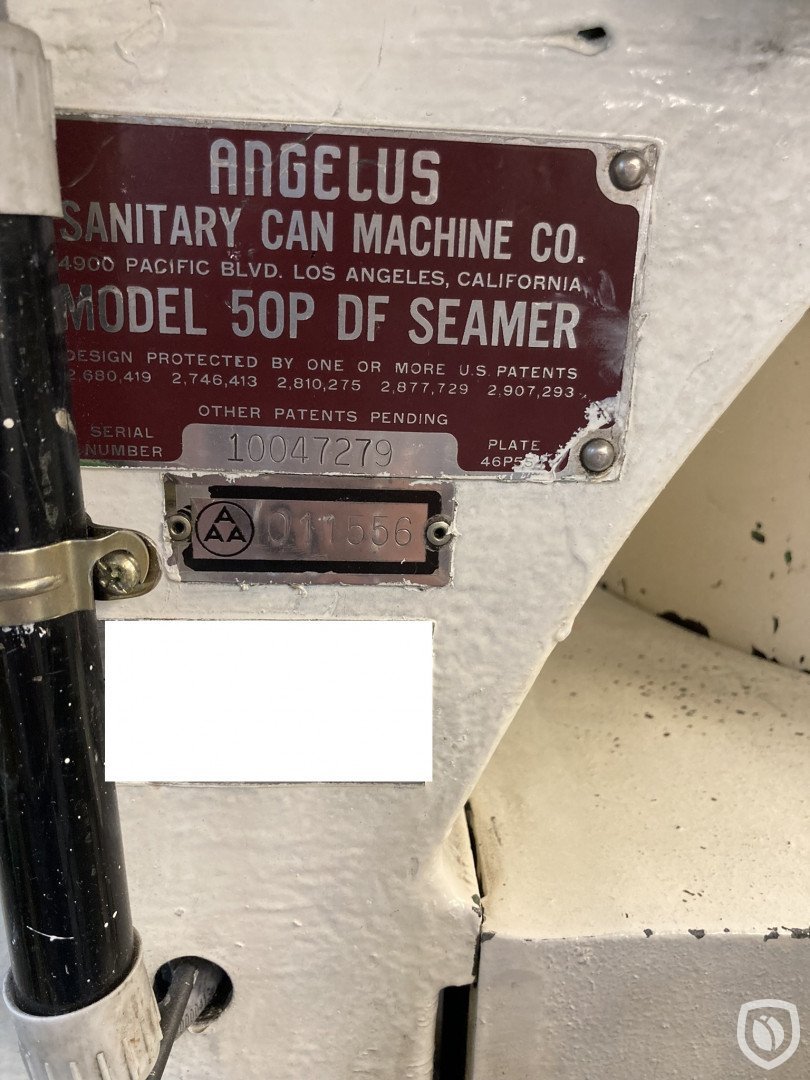 ANGELUS
SANITARY CAN MACHINE CO.
4900 PACIFIC BLVD. LOS ANGELES, CALIFORNIA
MODEL 50P DF SEAMER
DESIGN PROTECTED BY ONE OR MORE U.S. PATENTS
2,680,419 2,746,413 2,810,275 2,877,729 2,907,293
OTHER PATENTS PENDING
SERIAL NUMBER 10047279
PLATE
A
AA
011556